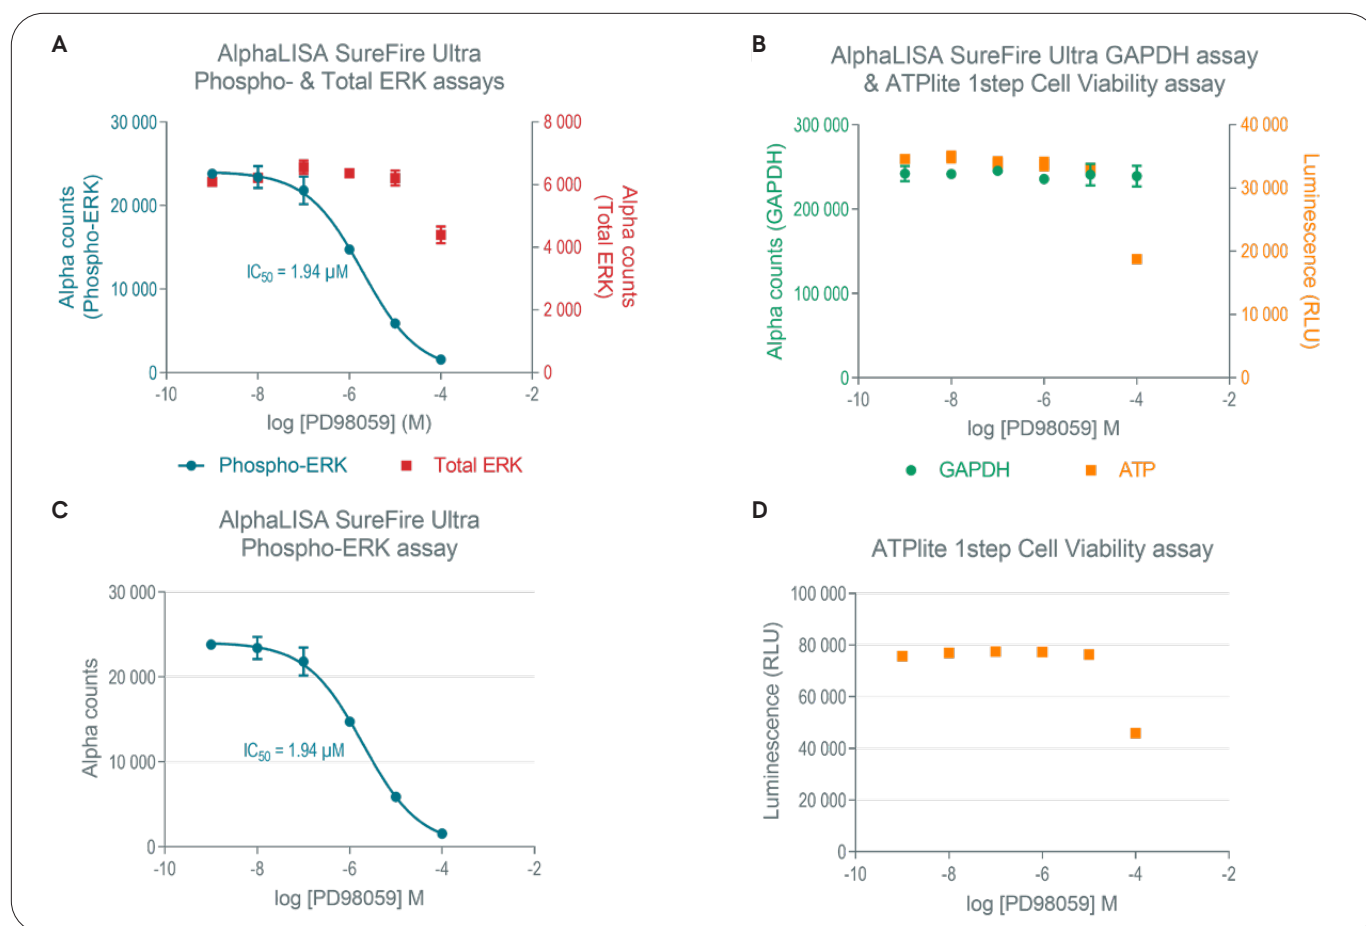 A
AlphaLISA SureFire Ultra
Phospho- & Total ERK assays
30 000
20 000
10 000
0
Alpha counts
(Phospho-ERK)
8 000
6 000
4 000
2 000
0
Alpha counts
(Total ERK)
IC50 = 1.94 µM
-10
-8
-6
-4
-2
log [PD98059] (M)
Phospho-ERK
Total ERK
B
AlphaLISA SureFire Ultra GAPDH assay
& ATPlite 1step Cell Viability assay
300 000
200 000
100 000
0
Alpha counts (GAPDH)
40 000
30 000
20 000
10 000
0
Luminescence (RLU)
-10
-8
-6
-4
-2
log [PD98059] M
GAPDH
ATP
C
AlphaLISA SureFire Ultra
Phospho-ERK assay
30 000
20 000
10 000
0
Alpha counts
IC50 = 1.94 µM
-10
-8
-6
-4
-2
log [PD98059] M
D
ATPlite 1step Cell Viability assay
100 000
80 000
60 000
40 000
20 000
0
Luminescence (RLU)
-10
-8
-6
-4
-2
log [PD98059] M